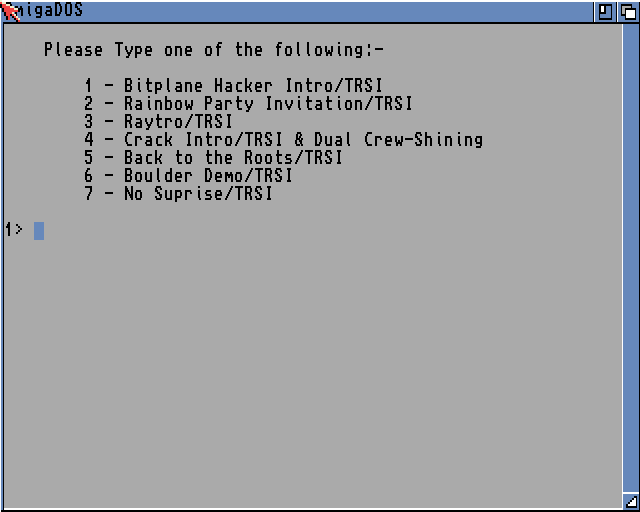 AmigaDOS
Please Type one of the following:-
1 - Bitplane Hacker Intro/TRSI
2 - Rainbow Party Invitation/TRSI
3 - Raytro/TRSI
4 - Crack Intro/TRSI & Dual Crew-Shining
5 - Back to the Roots/TRSI
6 - Boulder Demo/TRSI
7 - No Suprise/TRSI
1>